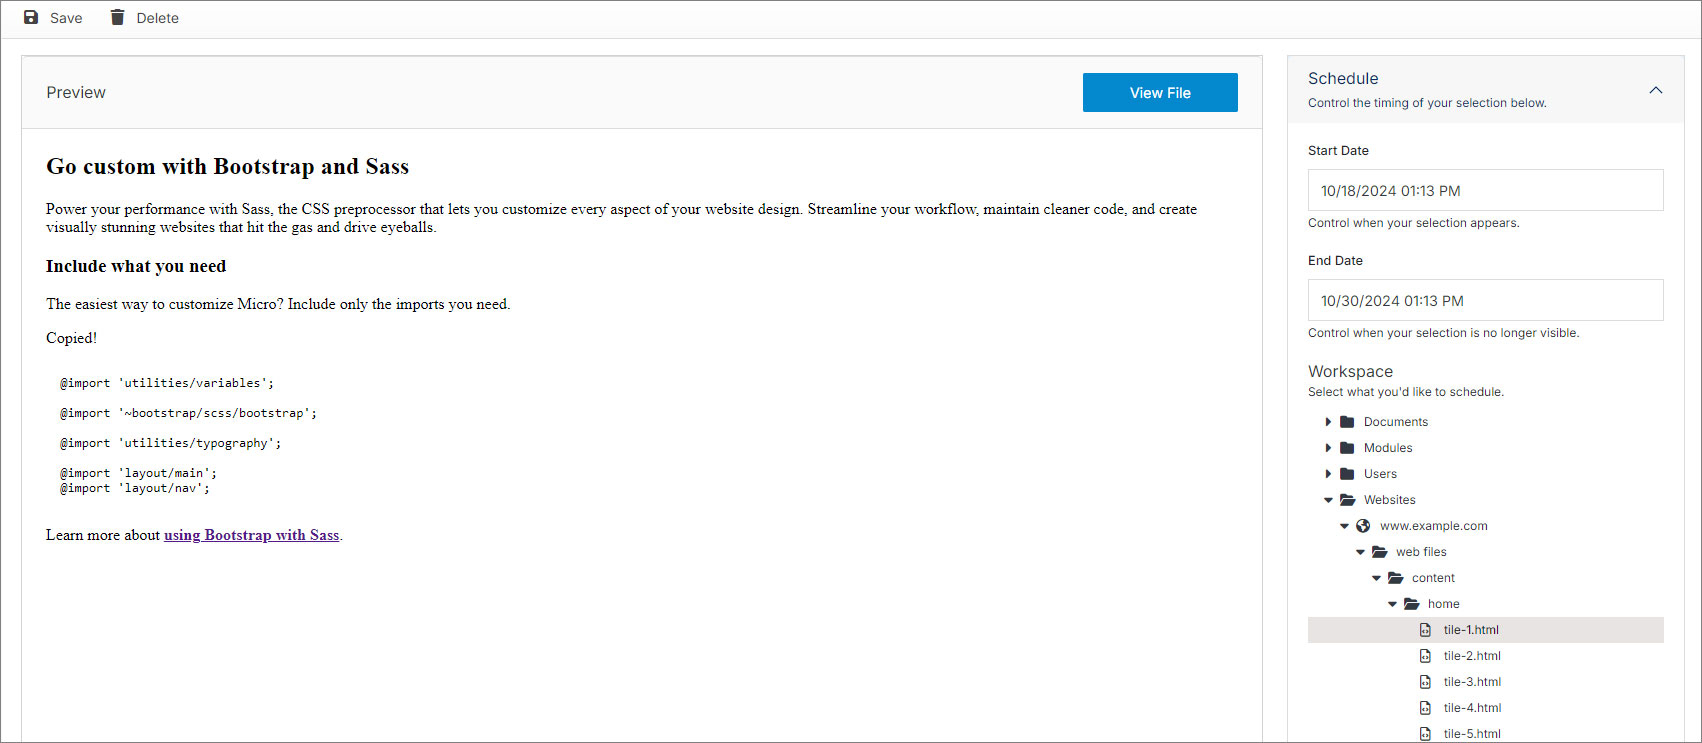 Save Delete
Preview
View File
Go custom with Bootstrap and Sass
Power your performance with Sass, the CSS preprocessor that lets you customize every aspect of your website design. Streamline your workflow, maintain cleaner code, and create
visually stunning websites that hit the gas and drive eyeballs.
Include what you need
The easiest way to customize Micro? Include only the imports you need.
Copied!
@import 'utilities/variables';
@import '~bootstrap/scss/bootstrap';
@import 'utilities/typography';
@import 'layout/main';
@import 'layout/nav';
Learn more about using Bootstrap with Sass.
Schedule
Control the timing of your selection below.
Start Date
10/18/2024 01:13 PM
Control when your selection appears.
End Date
10/30/2024 01:13 PM
Control when your selection is no longer visible.
Workspace
Select what you'd like to schedule.
Documents
Modules
Users
Websites
www.example.com
web files
content
home
tile-1.html
tile-2.html
tile-3.html
tile-4.html
tile-5.html